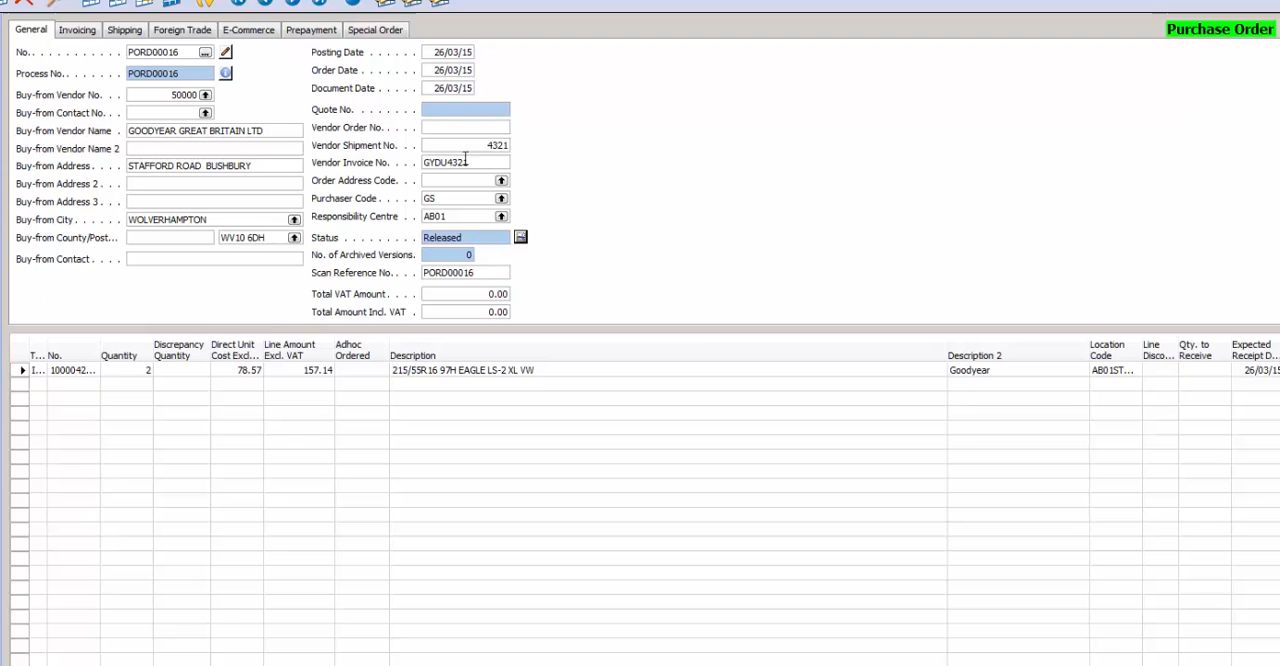 General Invoicing Shipping Foreign Trade E-Commerce Prepayment Special Order Purchase Order
No. . . . . . . . . . . . PORD00016 ... Posting Date . . . . . . 26/03/15
Process No. . . . . . . . PORD00016 Order Date . . . . . . . 26/03/15
Buy-from Vendor No. . . . 50000 Document Date . . . . . 26/03/15
Buy-from Contact No. . . Quote No. . . . . . . .
Buy-from Vendor Name . GOODYEAR GREAT BRITAIN LTD Vendor Order No. . . . .
Buy-from Vendor Name 2 Vendor Shipment No. . . . 4321
Buy-from Address . . . . STAFFORD ROAD BUSHBURY Vendor Invoice No. . . . GYDU4321
Buy-from Address 2 . . . Order Address Code. . . .
Buy-from Address 3 . . . Purchaser Code . . . . . GS
Buy-from City . . . . . . WOLVERHAMPTON Responsibility Centre . . AB01
Buy-from County/Post... WV10 6DH Status . . . . . . . . . Released
Buy-from Contact . . . . No. of Archived Versions. 0
Scan Reference No. . . . PORD00016
Total VAT Amount . . . . 0.00
Total Amount Incl. VAT . 0.00
T... No. Quantity Discrepancy Quantity Direct Unit Cost Excl... Line Amount Excl. VAT Adhoc Ordered Description Description 2 Location Code Line Disco... Qty. to Receive Expected Receipt D...
I... 1000042... 2 78.57 157.14 215/55R16 97H EAGLE LS-2 XL VW Goodyear AB01ST... 26/03/15